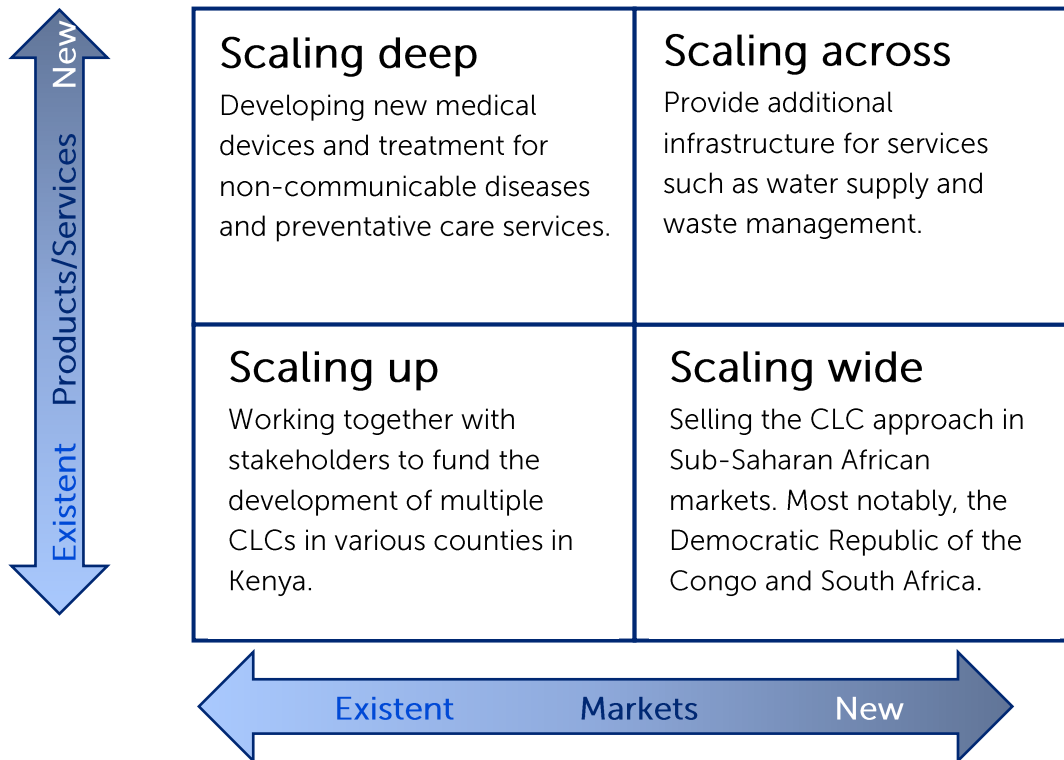 New
Products/Services
Existent
Scaling deep
Developing new medical
devices and treatment for
non-communicable diseases
and preventative care services.
Scaling across
Provide additional
infrastructure for services
such as water supply and
waste management.
Scaling up
Working together with
stakeholders to fund the
development of multiple
CLCs in various counties in
Kenya.
Scaling wide
Selling the CLC approach in
Sub-Saharan African
markets. Most notably, the
Democratic Republic of the
Congo and South Africa.
Existent Markets New